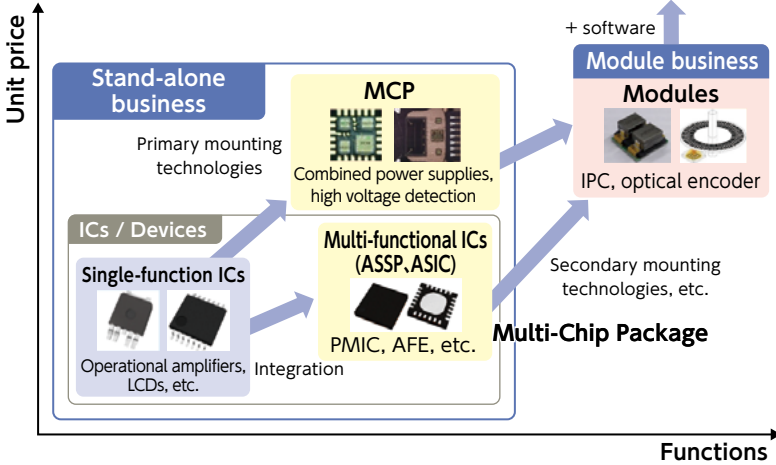 Unit price
+ software
Stand-alone
business
Module business
MCP
Modules
Primary mounting
technologies
Combined power supplies,
high voltage detection
IPC, optical encoder
ICs / Devices
Single-function ICs
Multi-functional ICs
(ASSP、ASIC)
Secondary mounting
technologies, etc.
Multi-Chip Package
PMIC, AFE, etc.
Operational amplifiers,
LCDs, etc.
Integration
Functions